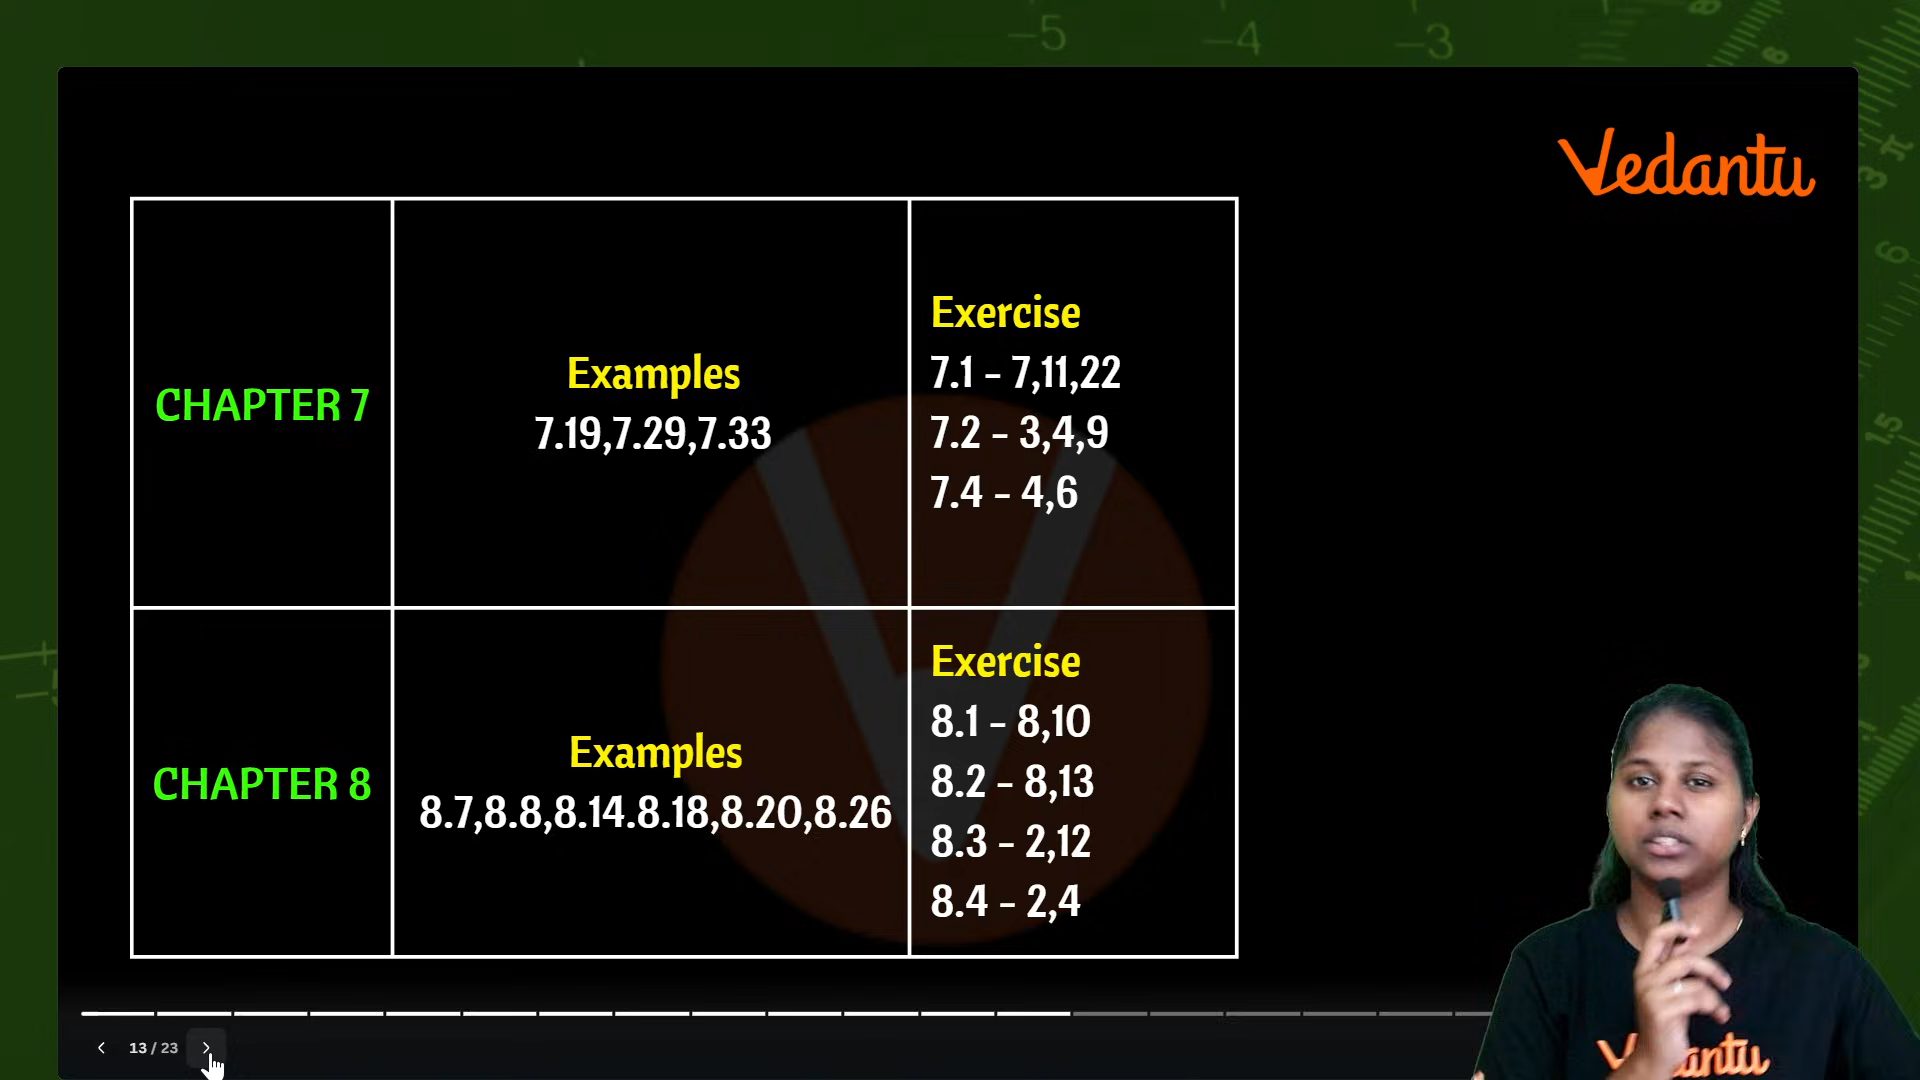 -5 -4 -3
Vedantu
CHAPTER 7
Examples
7.19,7.29,7.33
Exercise
7.1 - 7,11,22
7.2 - 3,4,9
7.4 - 4,6
CHAPTER 8
Examples
8.7,8.8,8.14.8.18,8.20,8.26
Exercise
8.1 - 8,10
8.2 - 8,13
8.3 - 2,12
8.4 - 2,4
13 / 23